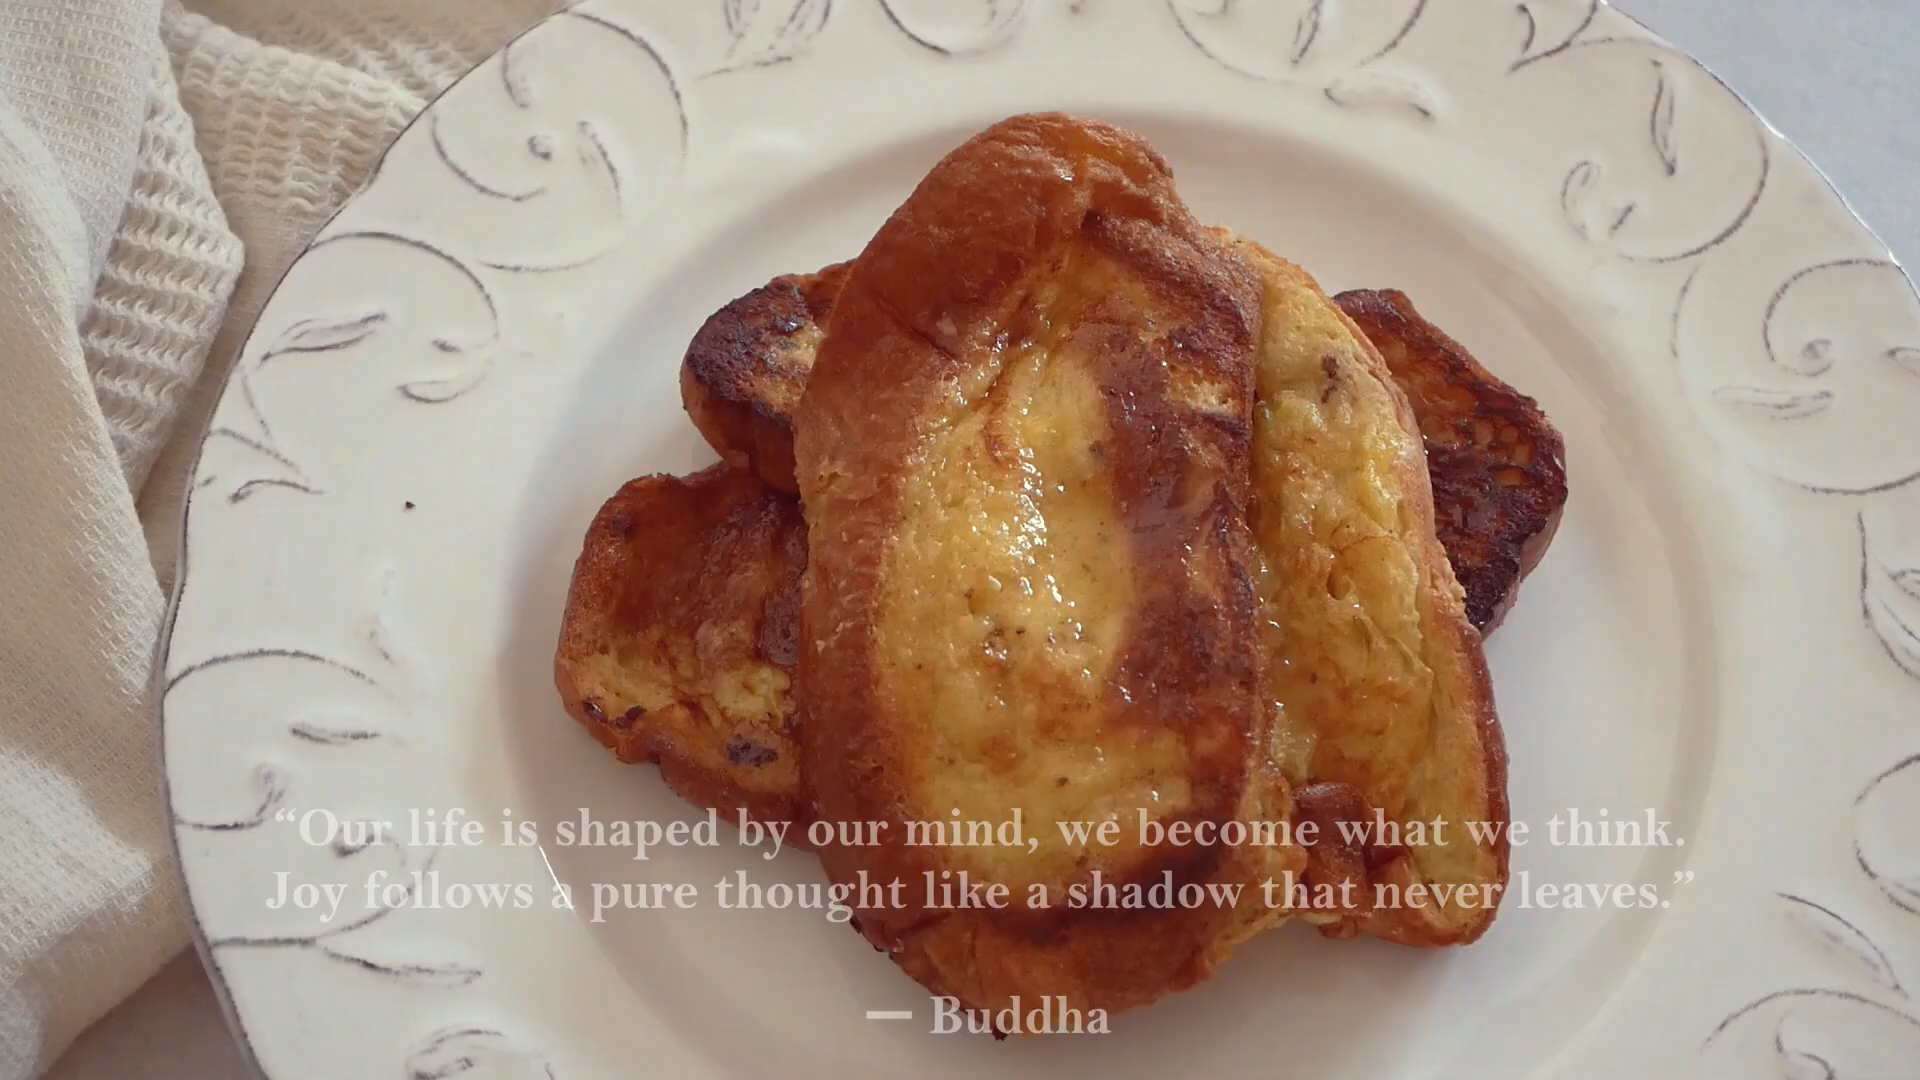 “Our life is shaped by our mind, we become what we think.
Joy follows a pure thought like a shadow that never leaves.”
— Buddha